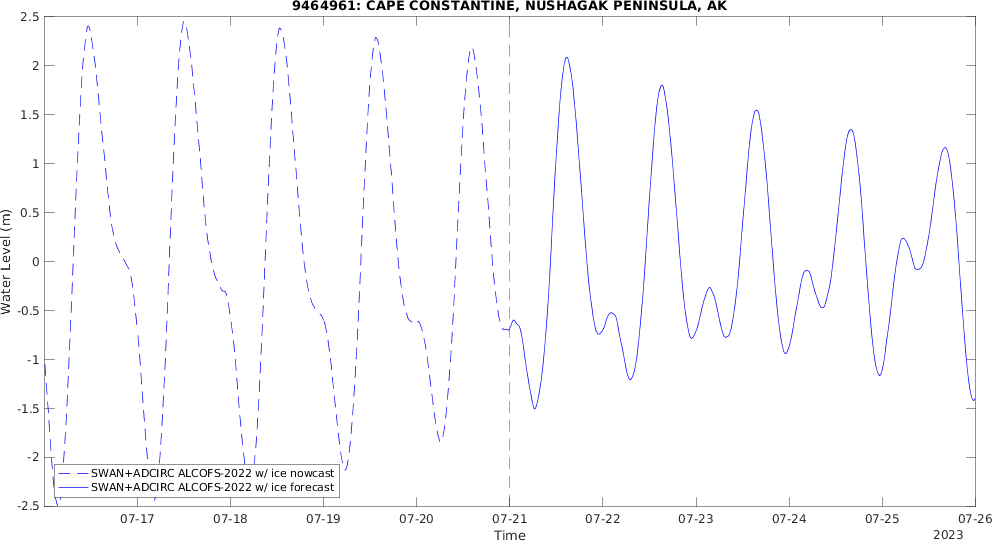 9464961: CAPE CONSTANTINE, NUSHAGAK PENINSULA, AK
2.5
2
1.5
1
0.5
0
-0.5
-1
-1.5
-2
-2.5
Water Level (m)
SWAN+ADCIRC ALCOFS-2022 w/ ice nowcast
SWAN+ADCIRC ALCOFS-2022 w/ ice forecast
07-17 07-18 07-19 07-20 07-21 07-22 07-23 07-24 07-25 07-26
Time
2023